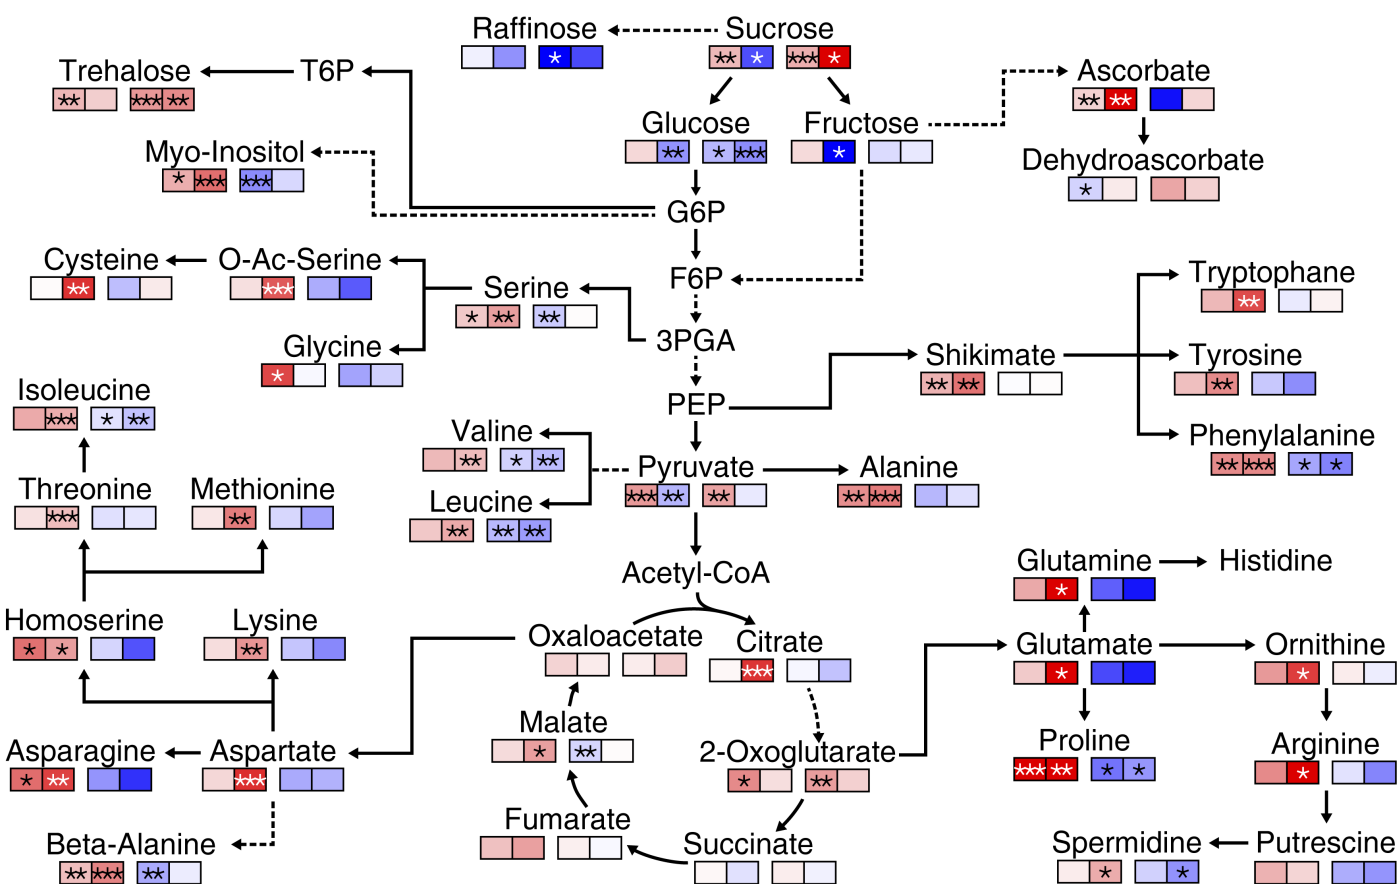 Raffinose
Sucrose
** * *** *
*
Trehalose
T6P
** *** **
Ascorbate
** **
Glucose
Fructose
** * ***
*
Myo-Inositol
* *** ***
Dehydroascorbate
*
G6P
Cysteine
O-Ac-Serine
** ***
F6P
Serine
* ** **
Tryptophane
**
3PGA
Glycine
*
Shikimate
** **
Tyrosine
**
Isoleucine
*** * **
PEP
Valine
** * **
Phenylalanine
** *** * *
Pyruvate
*** ** **
Alanine
** ***
Threonine
***
Methionine
**
Leucine
** ** **
Acetyl-CoA
Glutamine
*
Histidine
Homoserine
* *
Lysine
**
Oxaloacetate
Citrate
***
Glutamate
*
Ornithine
*
Malate
* **
Asparagine
* **
Aspartate
***
2-Oxoglutarate
* **
Proline
*** ** * *
Arginine
*
Fumarate
Beta-Alanine
** *** **
Succinate
Spermidine
* *
Putrescine